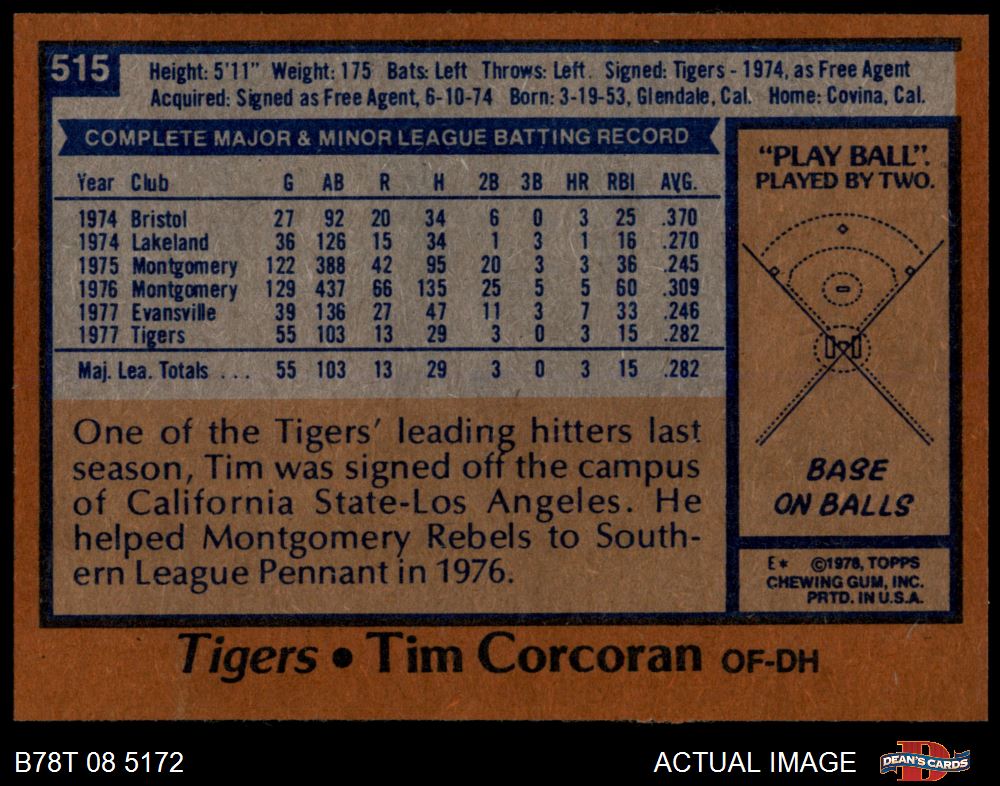 515
Height: 5'11" Weight: 175 Bats: Left Throws: Left. Signed: Tigers - 1974, as Free Agent
Acquired: Signed as Free Agent, 6-10-74 Born: 3-19-53, Glendale, Cal. Home: Covina, Cal.
COMPLETE MAJOR & MINOR LEAGUE BATTING RECORD
Year Club G AB R H 2B 3B HR RBI AVG.
1974 Bristol 27 92 20 34 6 0 3 25 .370
1974 Lakeland 36 126 15 34 1 3 1 16 .270
1975 Montgomery 122 388 42 95 20 3 3 36 .245
1976 Montgomery 129 437 66 135 25 5 5 60 .309
1977 Evansville 39 136 27 47 11 3 7 33 .246
1977 Tigers 55 103 13 29 3 0 3 15 .282
Maj. Lea. Totals . . . 55 103 13 29 3 0 3 15 .282
One of the Tigers' leading hitters last
season, Tim was signed off the campus
of California State-Los Angeles. He
helped Montgomery Rebels to South-
ern League Pennant in 1976.
"PLAY BALL".
PLAYED BY TWO.
BASE
ON BALLS
E* ©1978, TOPPS
CHEWING GUM, INC.
PRTD. IN U.S.A.
Tigers • Tim Corcoran OF-DH
B78T 08 5172
ACTUAL IMAGE
D
DEAN'S CARDS